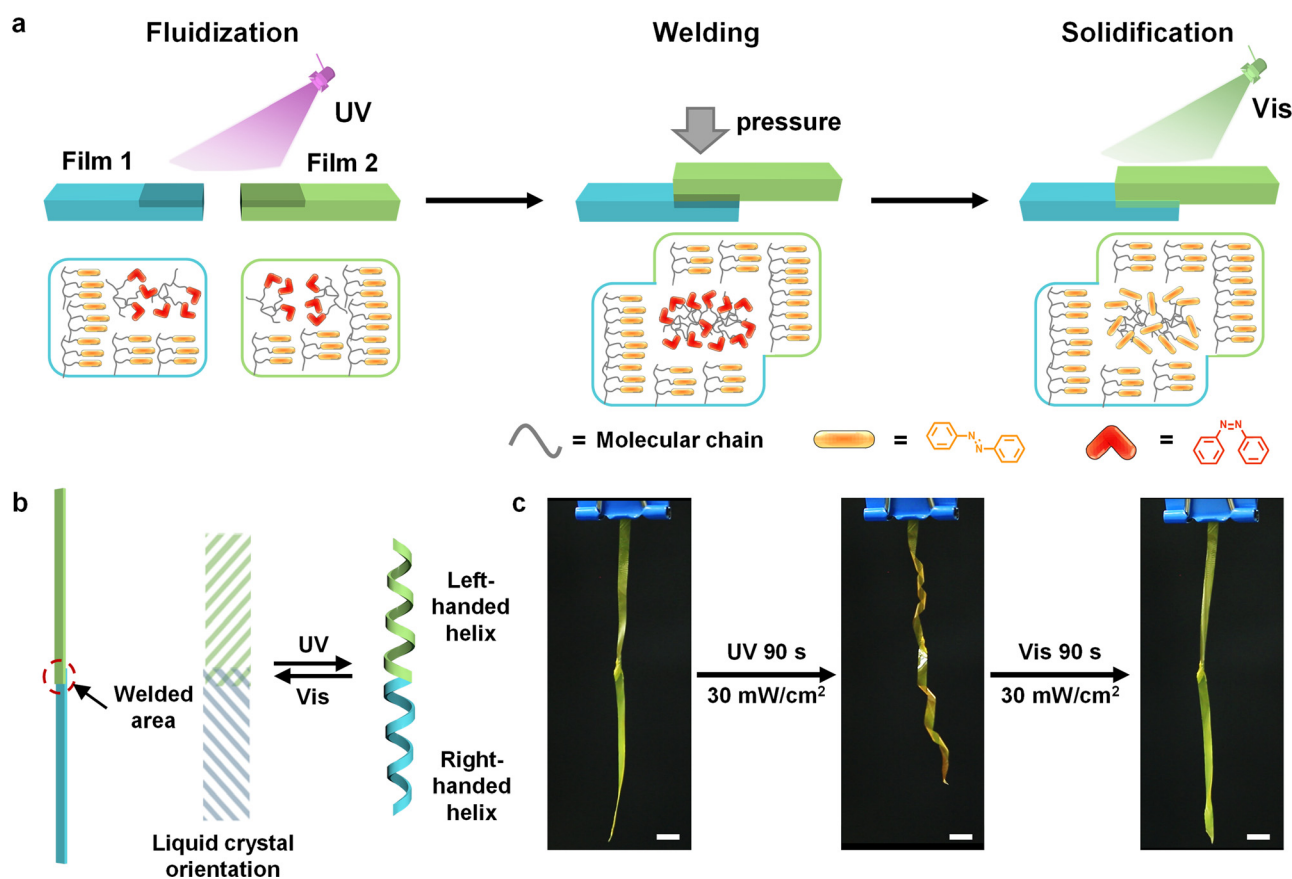 a
Fluidization
Welding
Solidification
UV
Vis
pressure
Film 1
Film 2
= Molecular chain
=
N
N
=
N=N
b
c
Left-
handed
helix
UV
Vis
Welded
area
Right-
handed
helix
Liquid crystal
orientation
UV 90 s
30 mW/cm²
Vis 90 s
30 mW/cm²